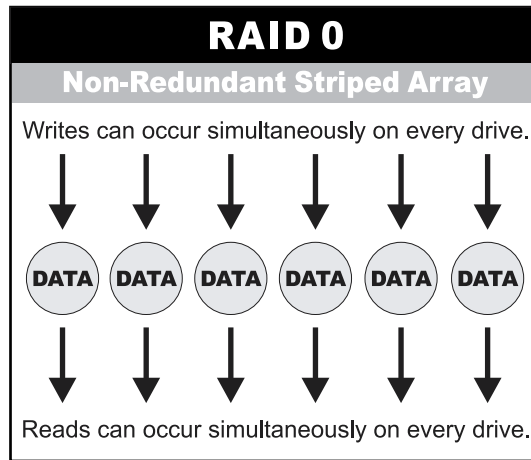 RAID 0
Non-Redundant Striped Array
Writes can occur simultaneously on every drive.
DATA DATA DATA DATA DATA DATA
Reads can occur simultaneously on every drive.